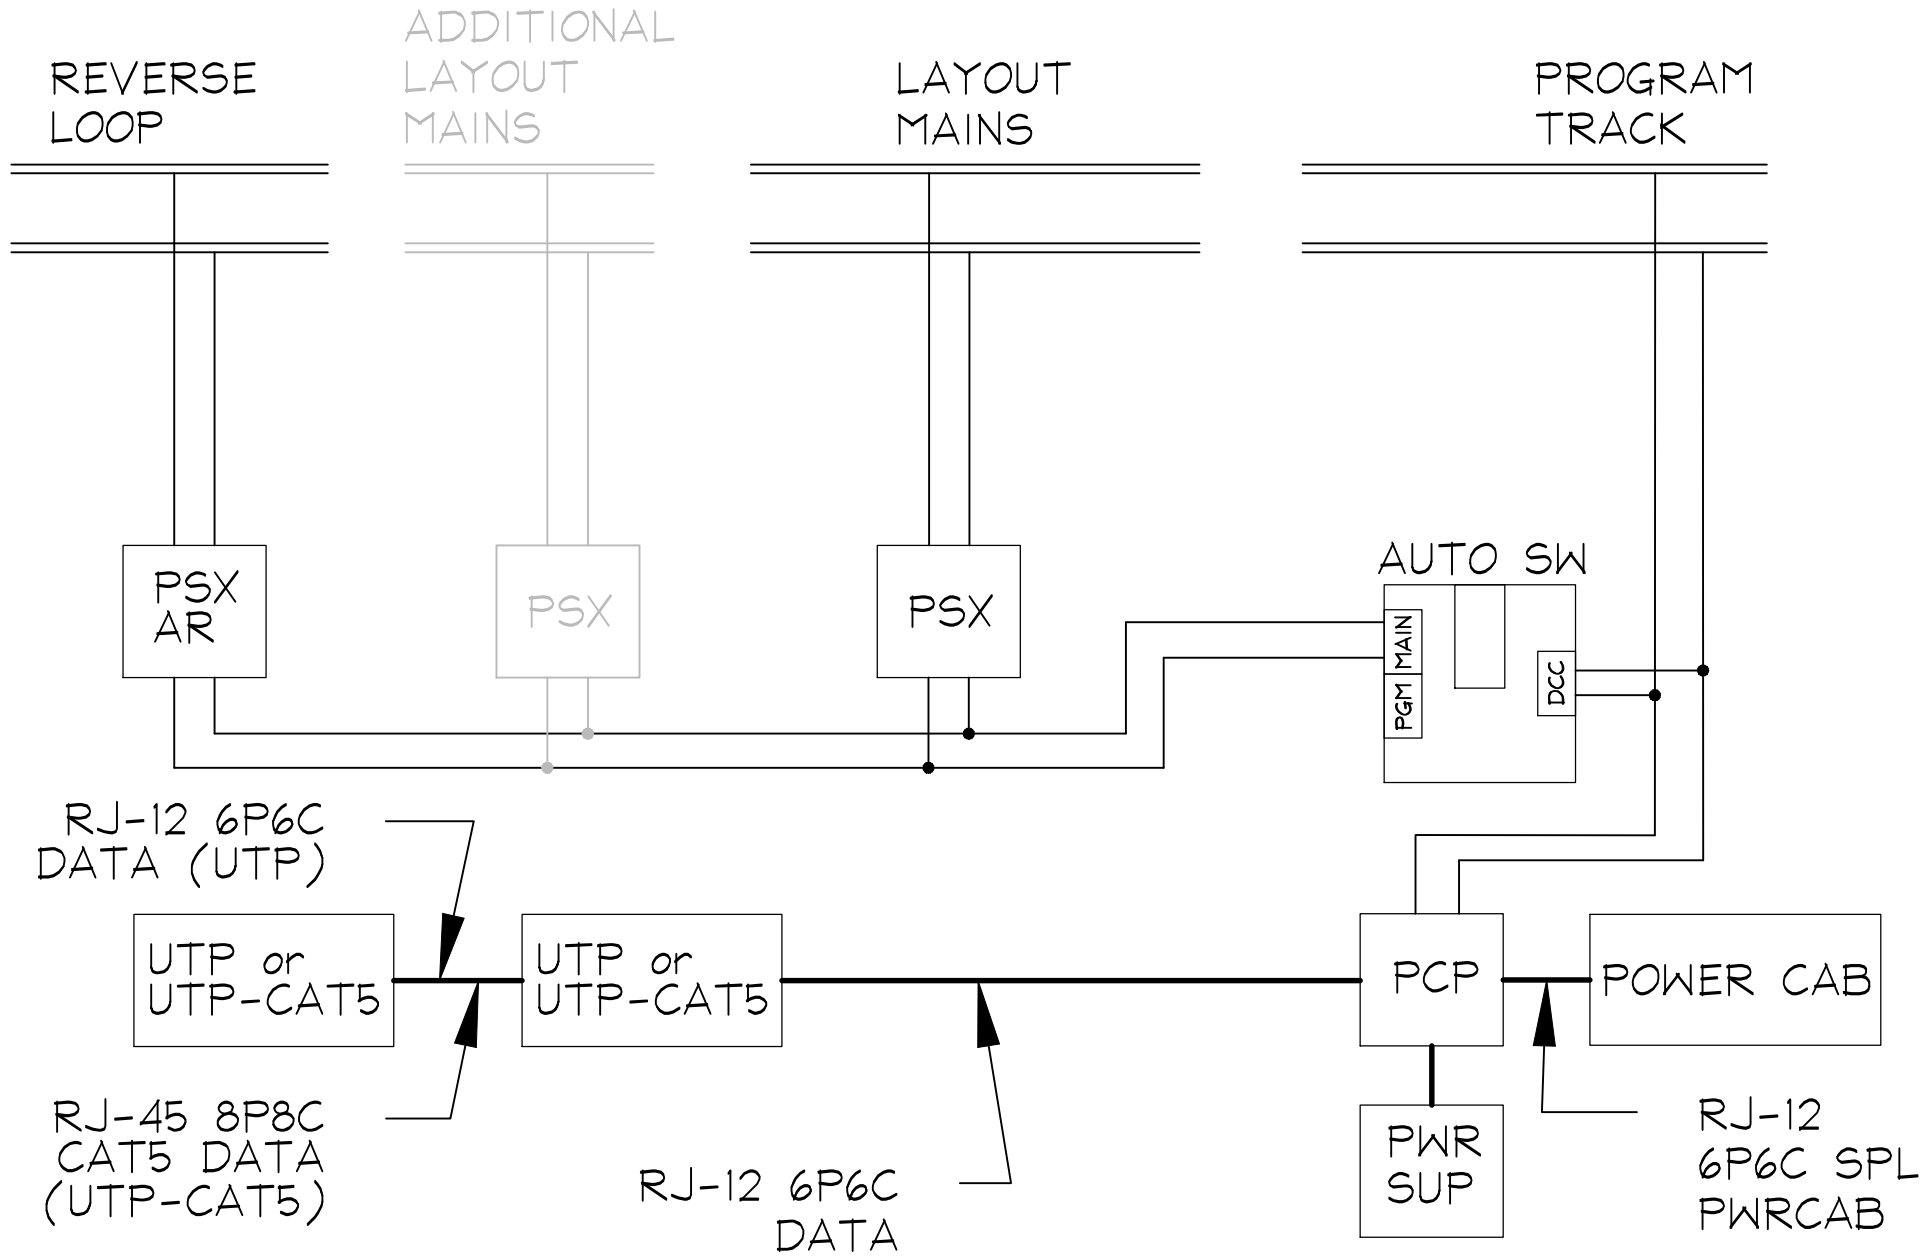 REVERSE
LOOP
ADDITIONAL
LAYOUT
MAINS
LAYOUT
MAINS
PROGRAM
TRACK
PSX
AR
PSX
PSX
AUTO SW
MAIN
PGM
DCC
RJ-12 6P6C
DATA (UTP)
UTP or
UTP-CAT5
UTP or
UTP-CAT5
PCP
POWER CAB
RJ-45 8P8C
CAT5 DATA
(UTP-CAT5)
RJ-12 6P6C
DATA
PWR
SUP
RJ-12
6P6C SPL
PWRCAB